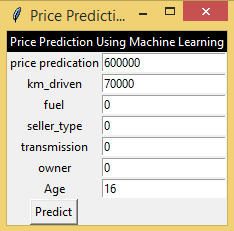 Price Predicti...
Price Prediction Using Machine Learning
price predication 600000
km_driven 70000
fuel 0
seller_type 0
transmission 0
owner 0
Age 16
Predict